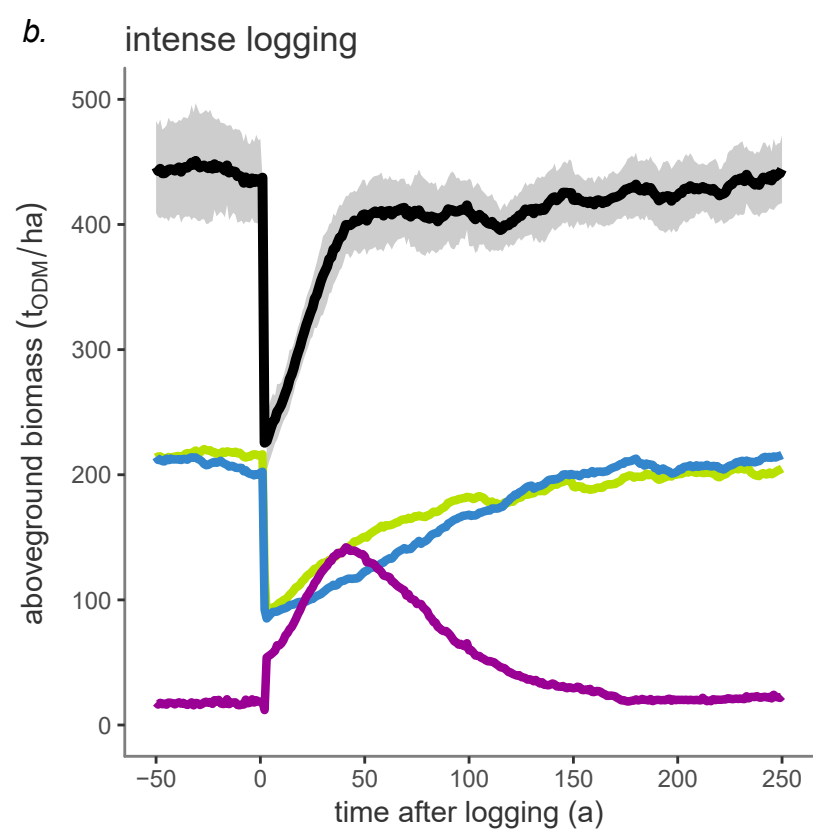 b.
intense logging
aboveground biomass (tODM/ha)
500
400
300
200
100
0
−50 0 50 100 150 200 250
time after logging (a)